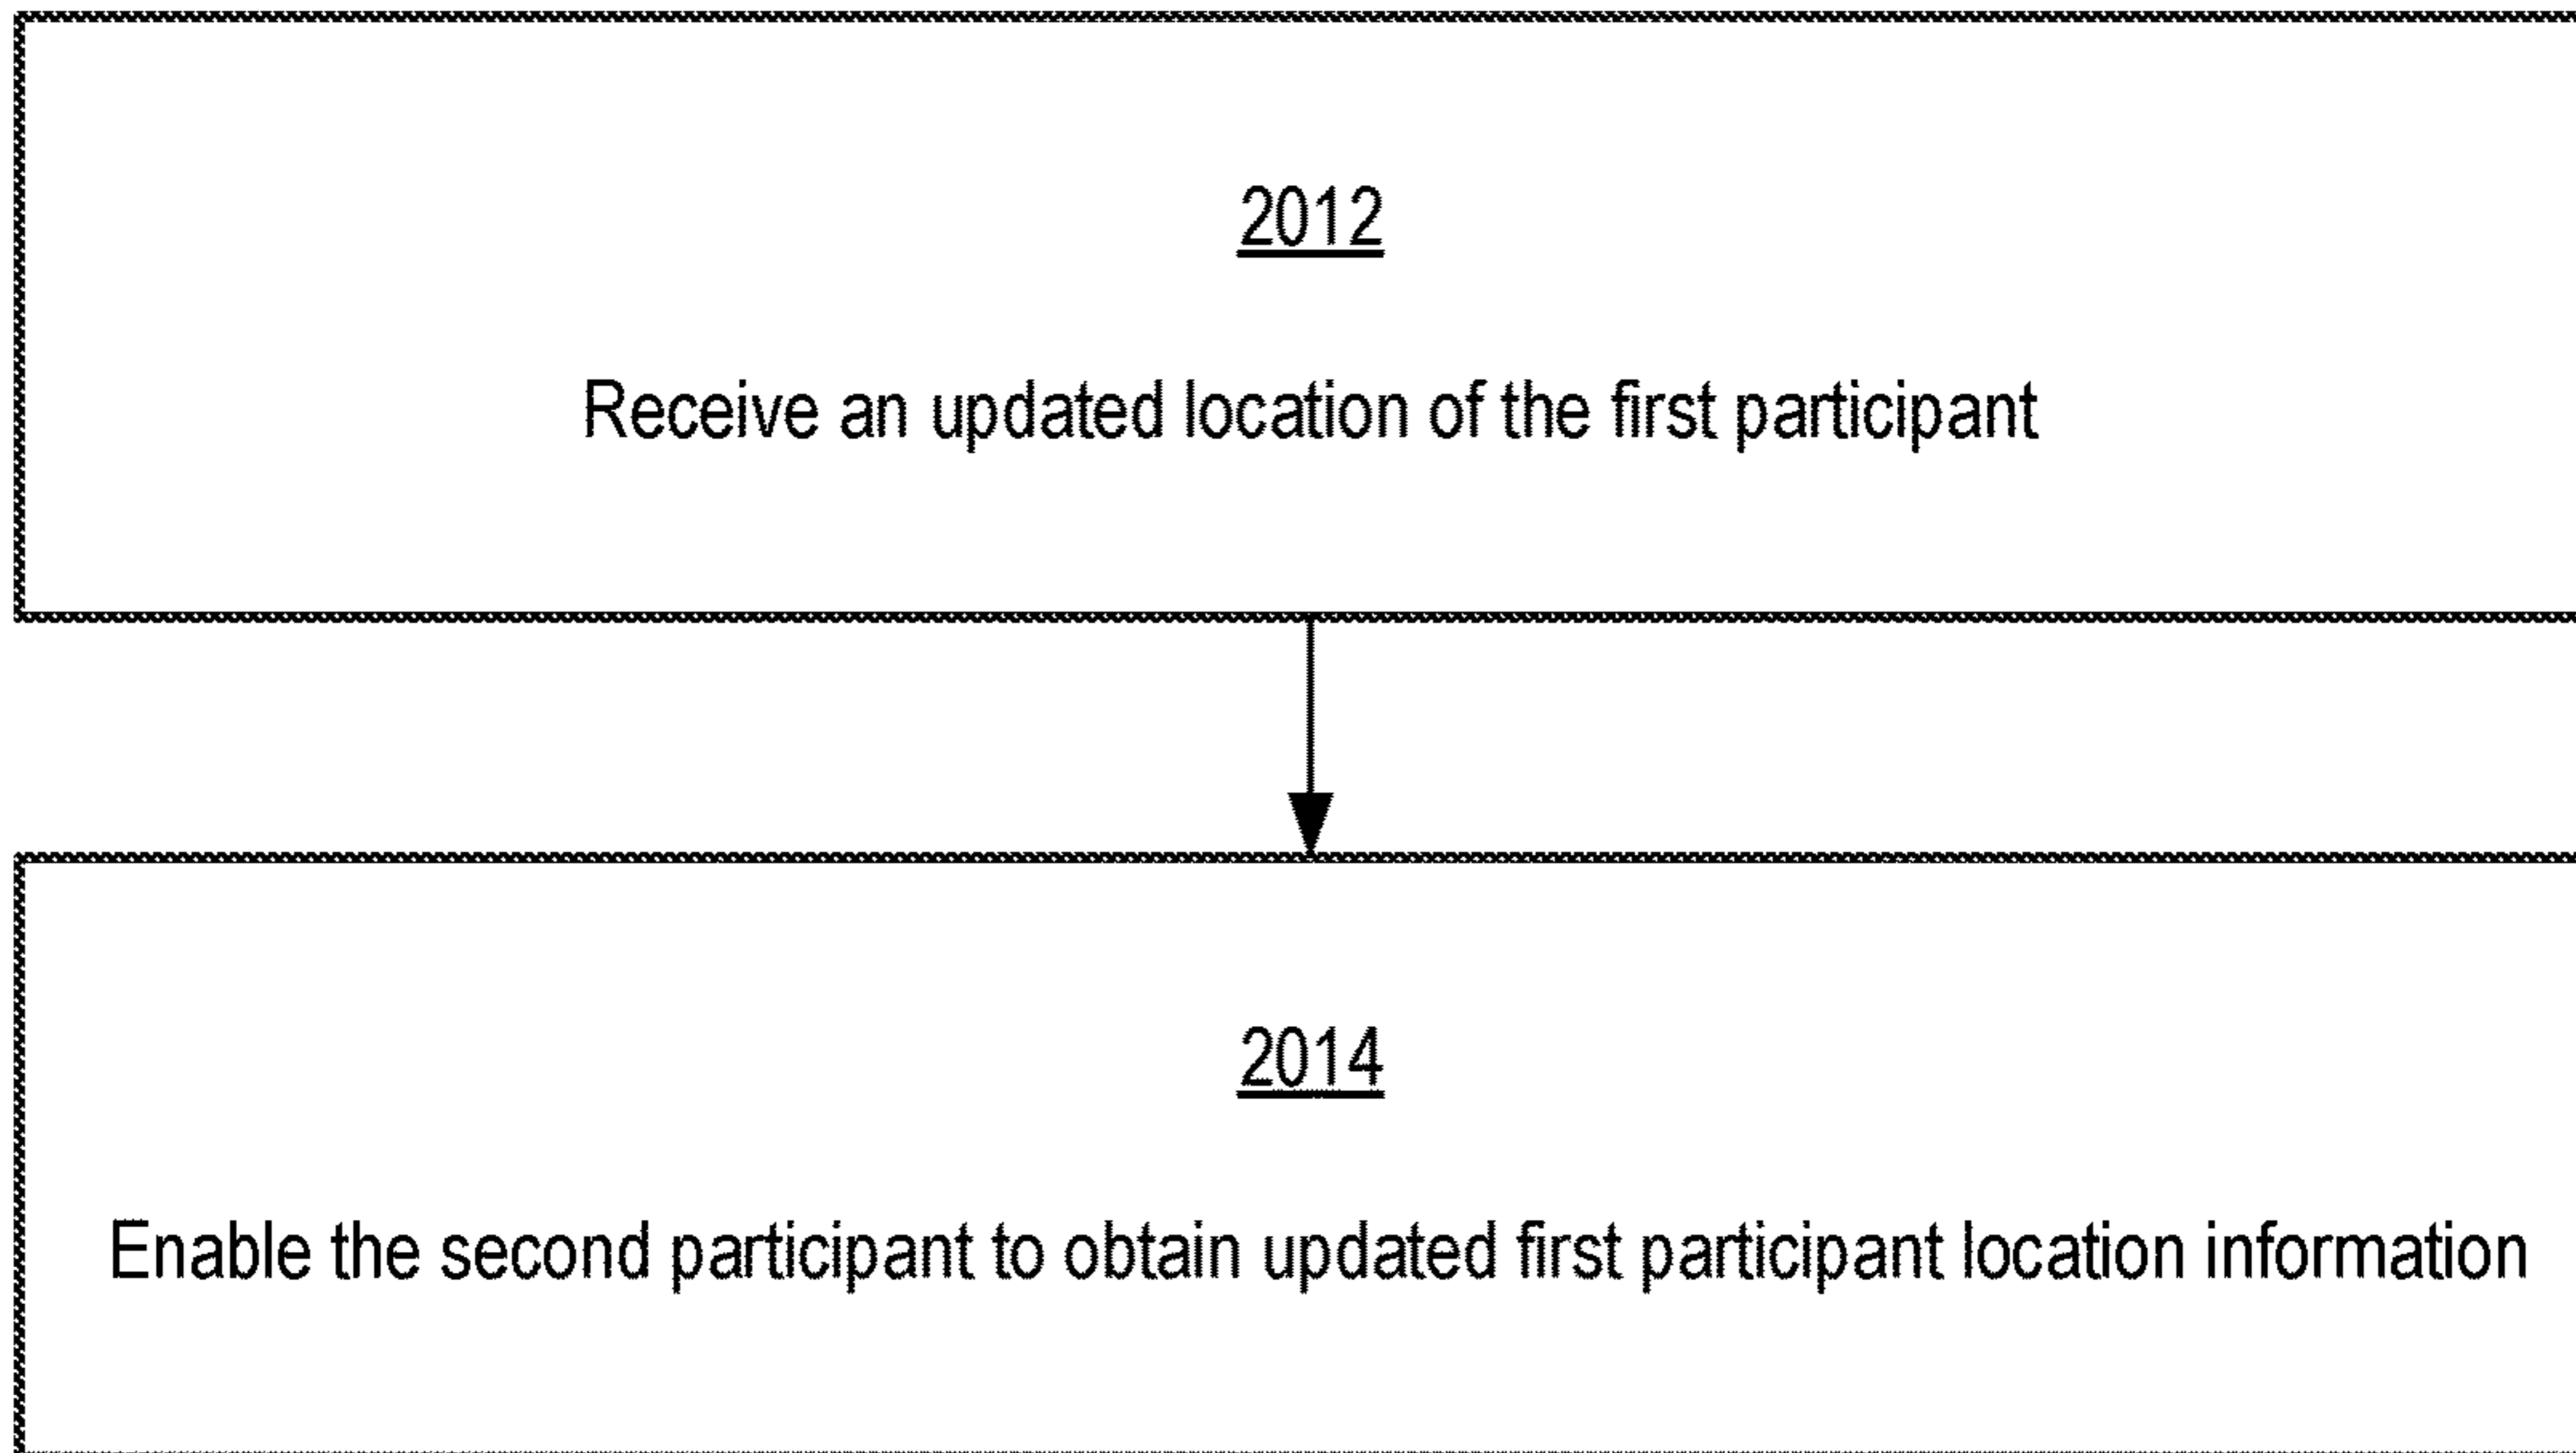 2012
Receive an updated location of the first participant
2014
Enable the second participant to obtain updated first participant location information